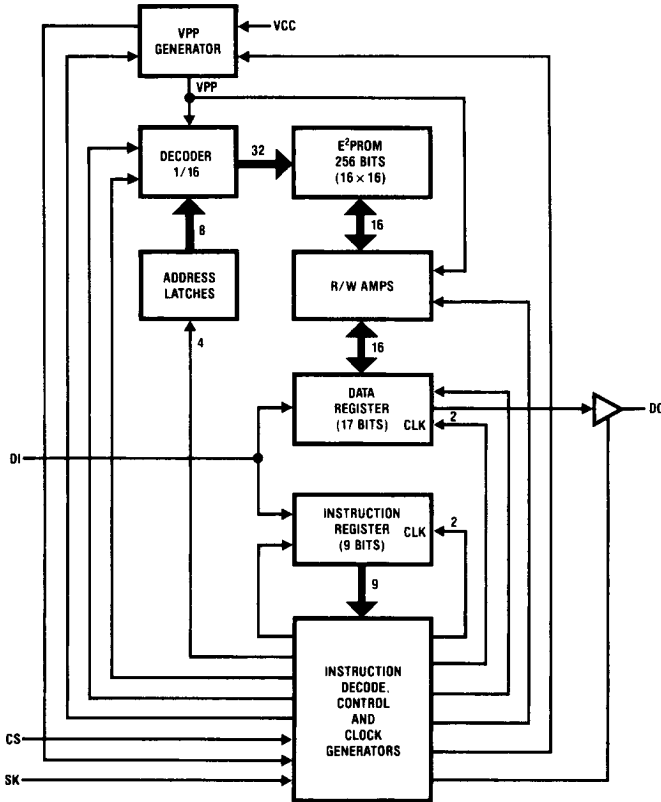 VPP
GENERATOR
VCC
VPP
DECODER
1/16
32
E²PROM
256 BITS
(16 × 16)
8
16
ADDRESS
LATCHES
R/W AMPS
4
16
DATA
REGISTER
(17 BITS)
CLK
2
DO
DI
INSTRUCTION
REGISTER
(9 BITS)
CLK
2
9
INSTRUCTION
DECODE,
CONTROL
AND
CLOCK
GENERATORS
CS
SK